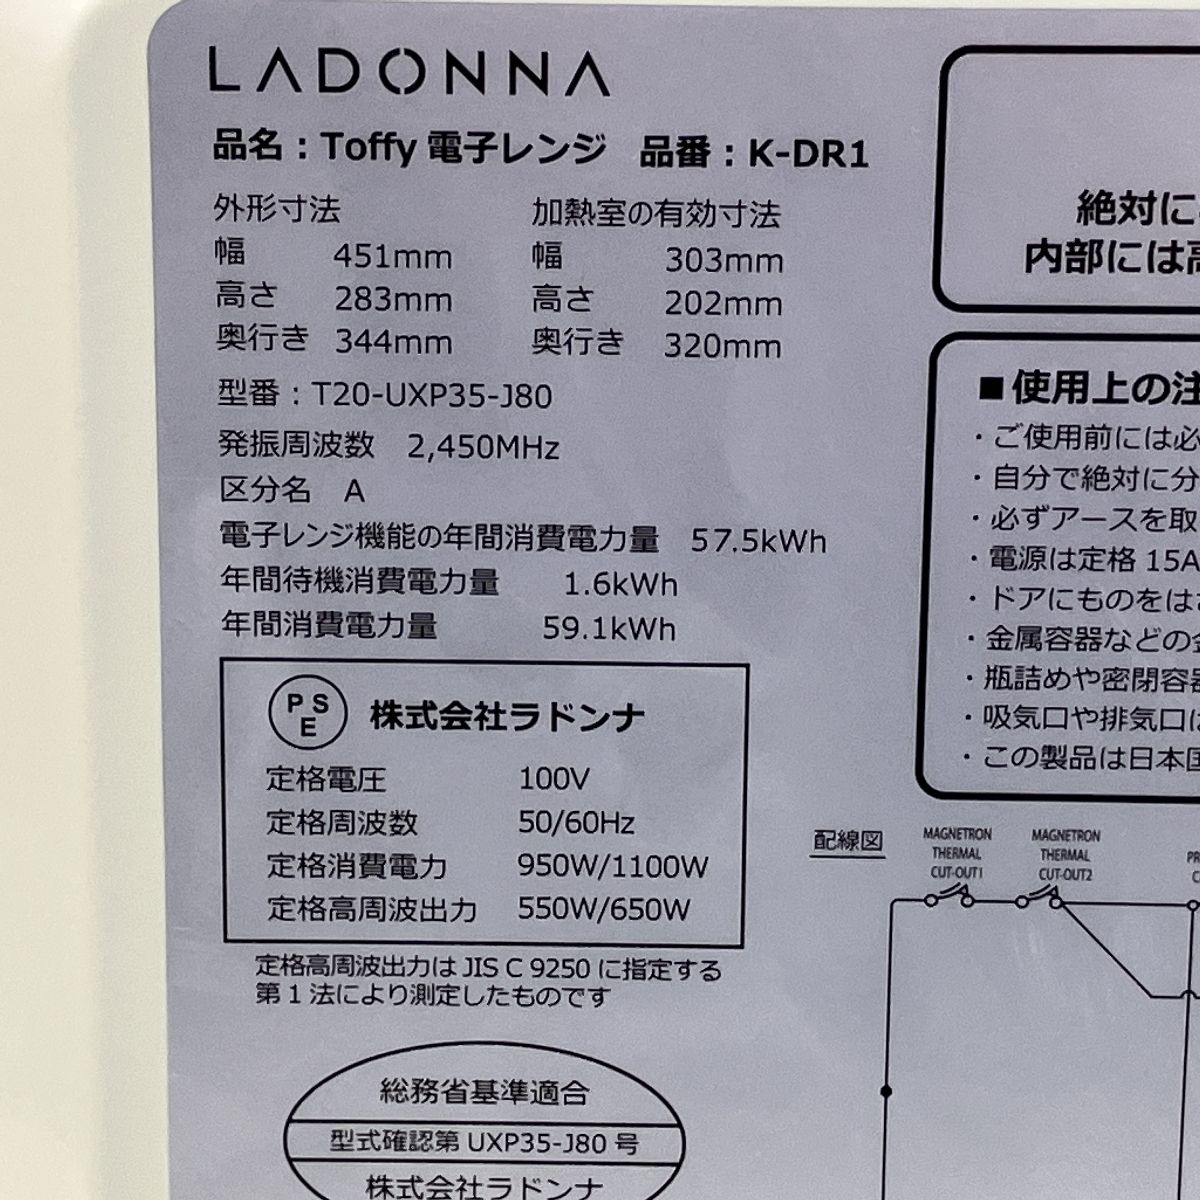 LADONNA
品名：Toffy 電子レンジ 品番：K-DR1
外形寸法
幅 451mm
高さ 283mm
奥行き 344mm
加熱室の有効寸法
幅 303mm
高さ 202mm
奥行き 320mm
型番：T20-UXP35-J80
発振周波数 2,450MHz
区分名 A
電子レンジ機能の年間消費電力量 57.5kWh
年間待機消費電力量 1.6kWh
年間消費電力量 59.1kWh
PSE 株式会社ラドンナ
定格電圧 100V
定格周波数 50/60Hz
定格消費電力 950W/1100W
定格高周波出力 550W/650W
定格高周波出力は JIS C 9250 に指定する
第1法により測定したものです
総務省基準適合
型式確認第 UXP35-J80 号
株式会社ラドンナ
絶対に
内部には高
■使用上の注
・ご使用前には必
・自分で絶対に分
・必ずアースを取
・電源は定格 15A
・ドアにものをはさ
・金属容器などの金
・瓶詰めや密閉容器
・吸気口や排気口は
・この製品は日本国
配線図
MAGNETRON
THERMAL
CUT-OUT1
MAGNETRON
THERMAL
CUT-OUT2
PR
C